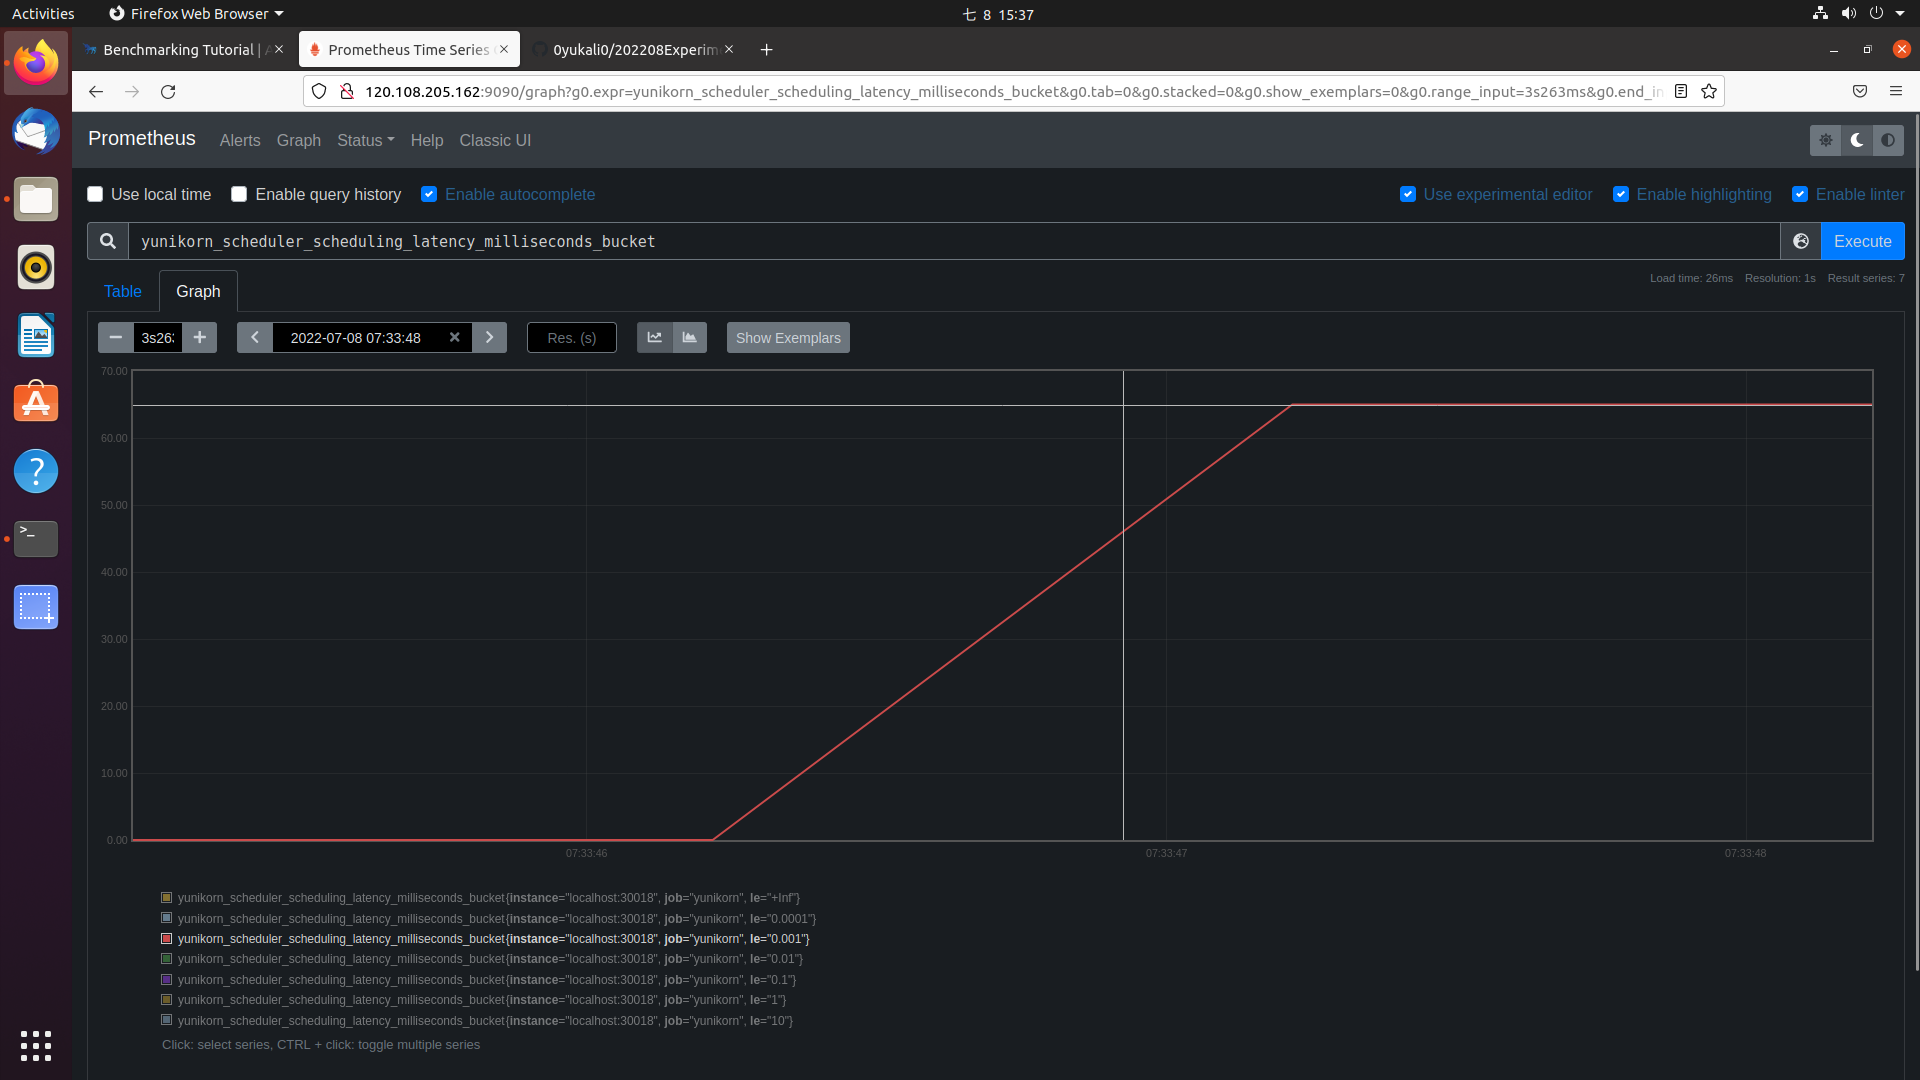 Activities
Firefox Web Browser
七 8 15:37
Benchmarking Tutorial | A
Prometheus Time Series
0yukali0/202208Experim
120.108.205.162:9090/graph?g0.expr=yunikorn_scheduler_scheduling_latency_milliseconds_bucket&g0.tab=0&g0.stacked=0&g0.show_exemplars=0&g0.range_input=3s263ms&g0.end_in
Prometheus Alerts Graph Status Help Classic UI
Use local time Enable query history Enable autocomplete Use experimental editor Enable highlighting Enable linter
yunikorn_scheduler_scheduling_latency_milliseconds_bucket
Execute
Load time: 26ms Resolution: 1s Result series: 7
Table Graph
3s263 2022-07-08 07:33:48 Res. (s) Show Exemplars
70.00
60.00
50.00
40.00
30.00
20.00
10.00
0.00
07:33:46 07:33:47 07:33:48
yunikorn_scheduler_scheduling_latency_milliseconds_bucket{instance="localhost:30018", job="yunikorn", le="+Inf"}
yunikorn_scheduler_scheduling_latency_milliseconds_bucket{instance="localhost:30018", job="yunikorn", le="0.0001"}
yunikorn_scheduler_scheduling_latency_milliseconds_bucket{instance="localhost:30018", job="yunikorn", le="0.001"}
yunikorn_scheduler_scheduling_latency_milliseconds_bucket{instance="localhost:30018", job="yunikorn", le="0.01"}
yunikorn_scheduler_scheduling_latency_milliseconds_bucket{instance="localhost:30018", job="yunikorn", le="0.1"}
yunikorn_scheduler_scheduling_latency_milliseconds_bucket{instance="localhost:30018", job="yunikorn", le="1"}
yunikorn_scheduler_scheduling_latency_milliseconds_bucket{instance="localhost:30018", job="yunikorn", le="10"}
Click: select series, CTRL + click: toggle multiple series